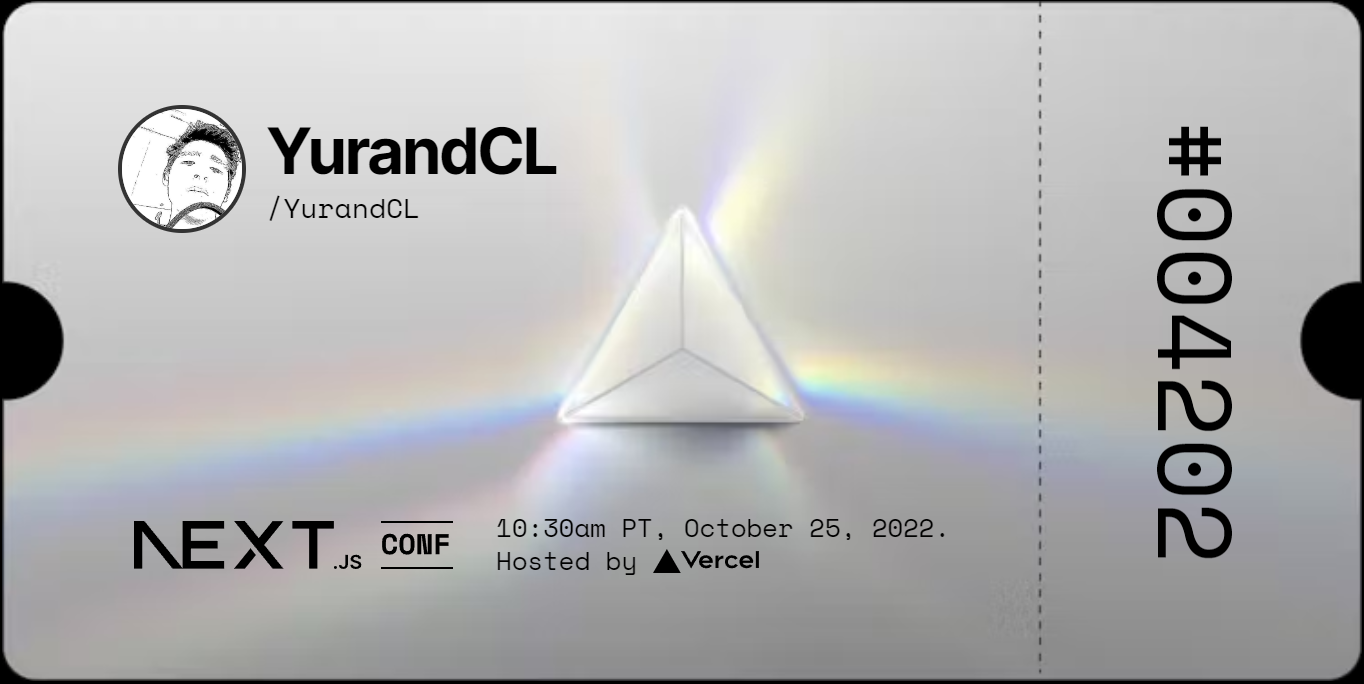 YurandCL
/YurandCL
NEXT.JS CONF
10:30am PT, October 25, 2022.
Hosted by ▲Vercel
#004202